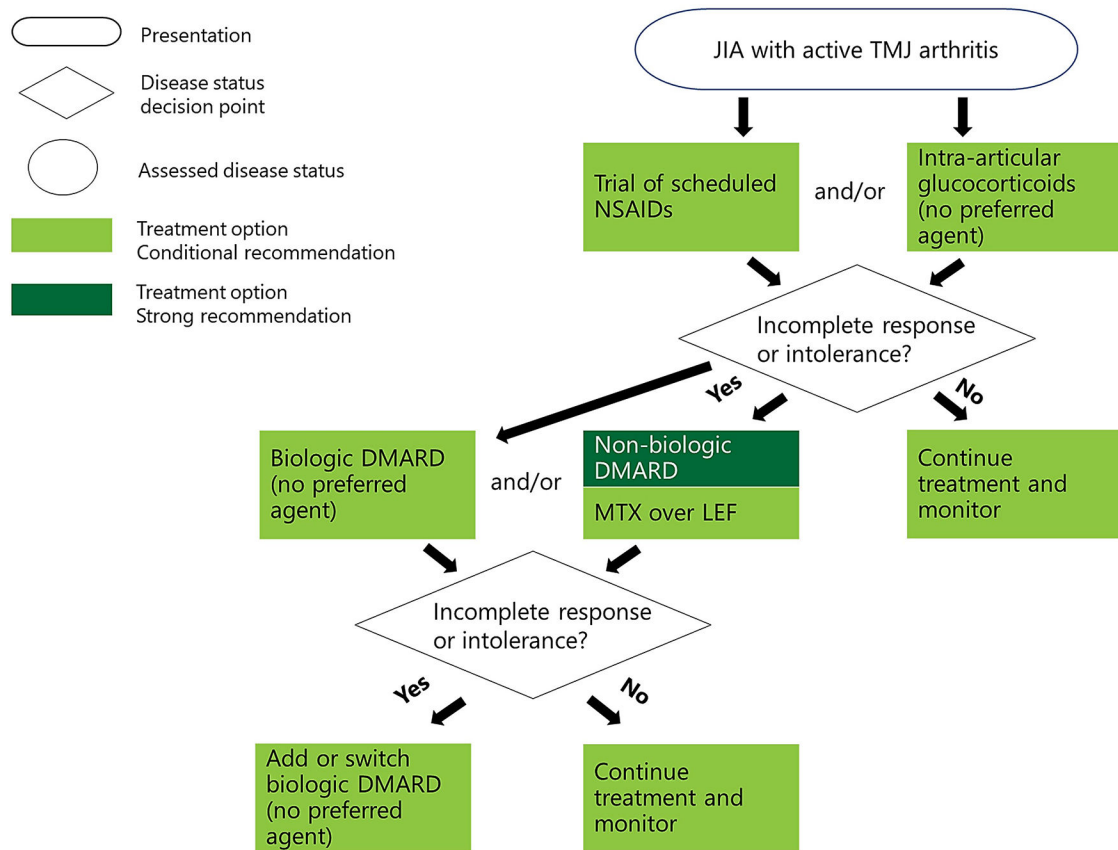 Presentation
Disease status
decision point
Assessed disease status
Treatment option
Conditional recommendation
Treatment option
Strong recommendation
JIA with active TMJ arthritis
Trial of scheduled
NSAIDs
and/or
Intra-articular
glucocorticoids
(no preferred
agent)
Incomplete response
or intolerance?
Yes
No
Biologic DMARD
(no preferred
agent)
and/or
Non-biologic
DMARD
MTX over LEF
Continue
treatment and
monitor
Incomplete response
or intolerance?
Yes
No
Add or switch
biologic DMARD
(no preferred
agent)
Continue
treatment and
monitor